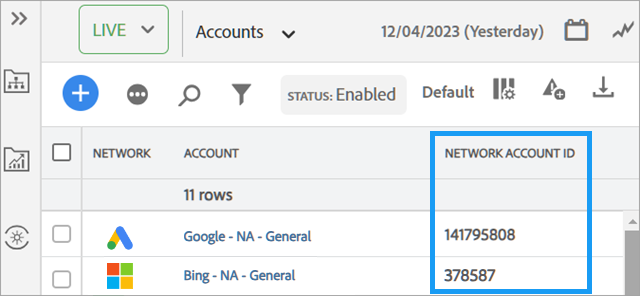 LIVE Accounts 12/04/2023 (Yesterday)
STATUS: Enabled Default
NETWORK ACCOUNT NETWORK ACCOUNT ID
11 rows
Google - NA - General 141795808
Bing - NA - General 378587